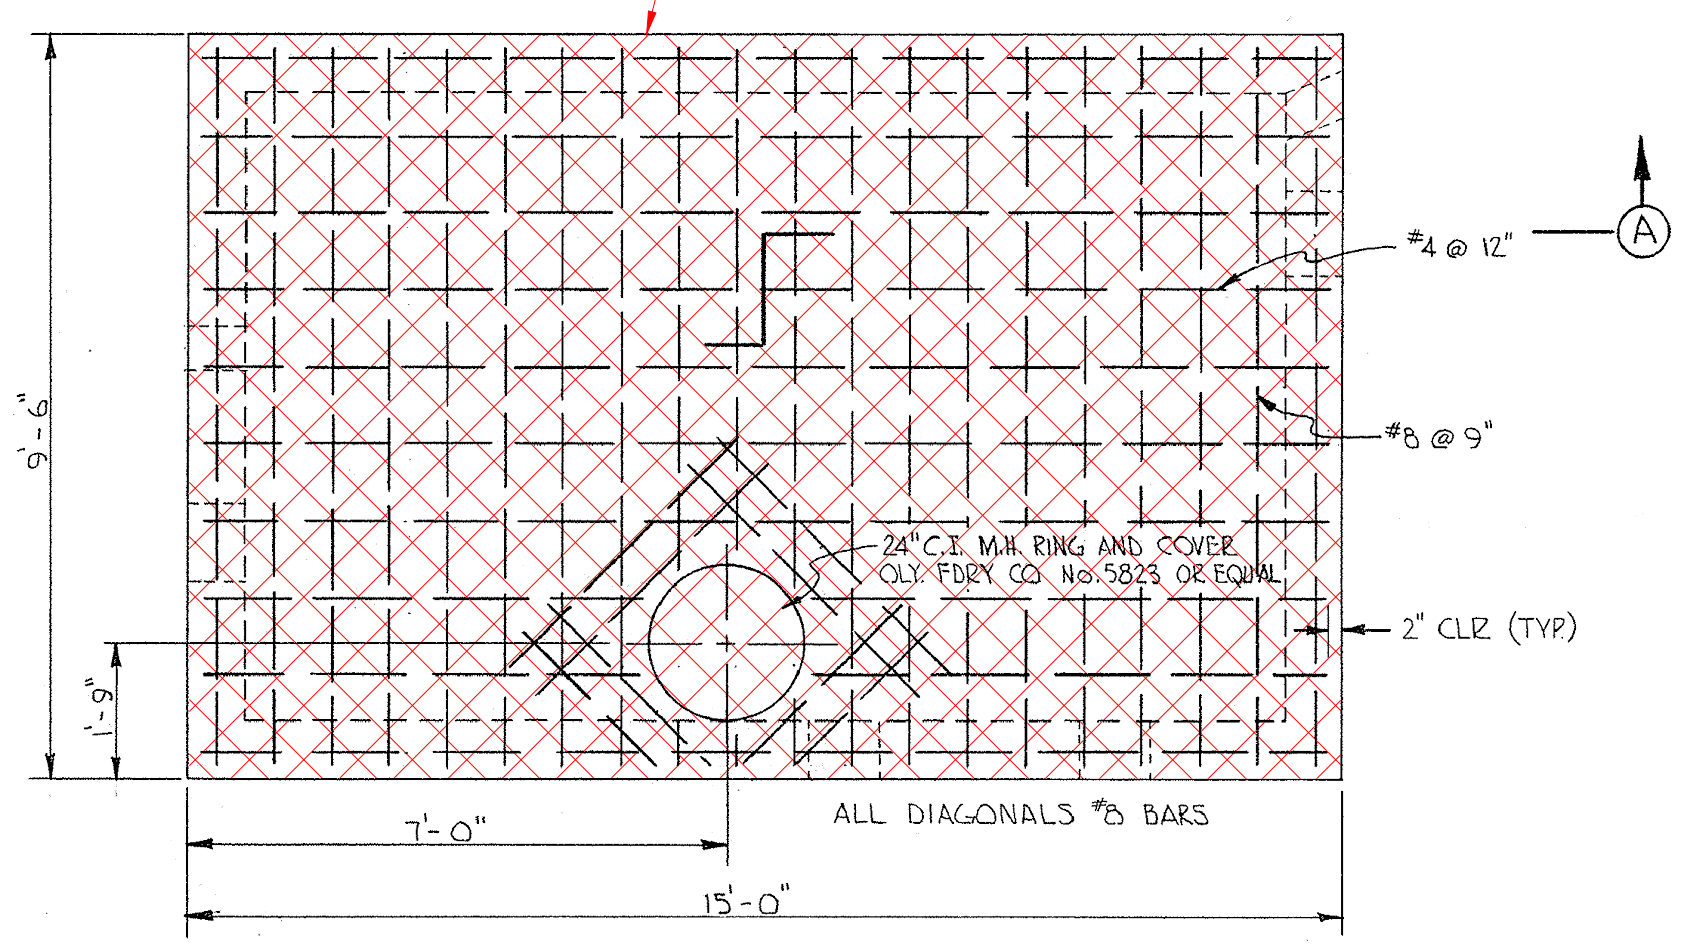 #4 @ 12"
A
9'-6"
#8 @ 9"
24" C.I. M.H. RING AND COVER
OLY. FDRY CO No. 5823 OR EQUAL
2" CLR (TYP.)
1'-9"
ALL DIAGONALS #8 BARS
7'-0"
15'-0"